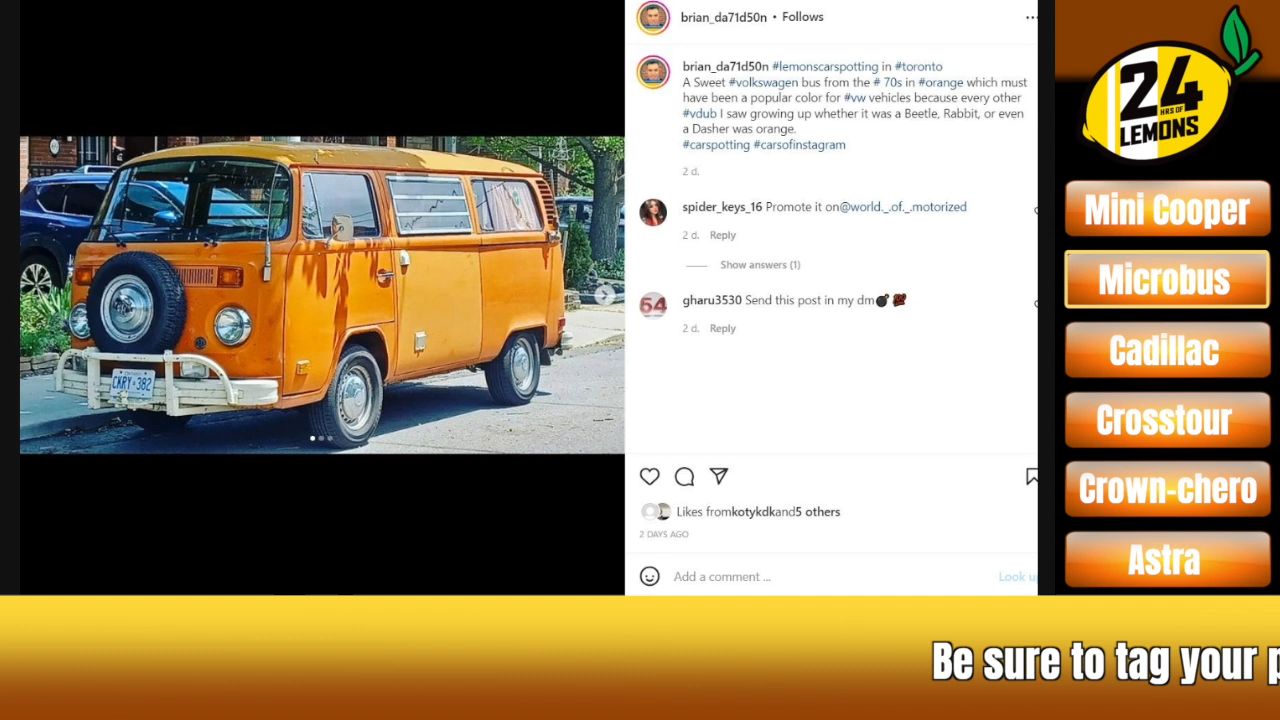 brian_da71d50n • Follows
brian_da71d50n #lemonscarspotting in #toronto
A Sweet #volkswagen bus from the # 70s in #orange which must
have been a popular color for #vw vehicles because every other
#vdub I saw growing up whether it was a Beetle, Rabbit, or even
a Dasher was orange.
#carspotting #carsofinstagram
2 d.
spider_keys_16 Promote it on@world._.of._.motorized
2 d. Reply
Show answers (1)
gharu3530 Send this post in my dm💣💯
2 d. Reply
Likes fromkotykdkand5 others
2 DAYS AGO
Add a comment ...
Look u
CKRY 382
64
24
HRS OF
LEMONS
Mini Cooper
Microbus
Cadillac
Crosstour
Crown-chero
Astra
Be sure to tag your p